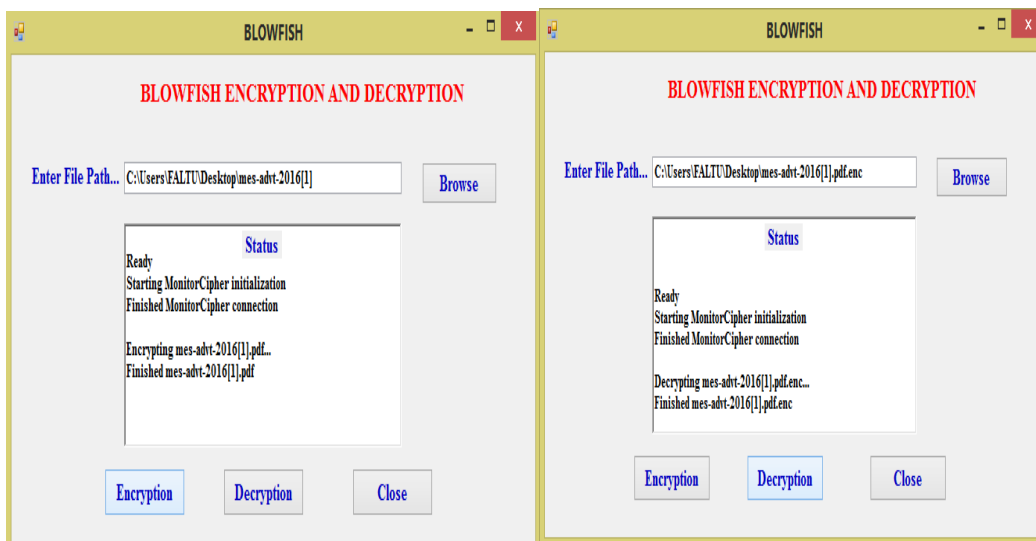 BLOWFISH
BLOWFISH ENCRYPTION AND DECRYPTION
Enter File Path... C:\Users\FALTU\Desktop\mes-advt-2016[1] Browse
Status
Ready
Starting MonitorCipher initialization
Finished MonitorCipher connection
Encrypting mes-advt-2016[1].pdf...
Finished mes-advt-2016[1].pdf
Encryption Decryption Close
BLOWFISH
BLOWFISH ENCRYPTION AND DECRYPTION
Enter File Path... C:\Users\FALTU\Desktop\mes-advt-2016[1].pdf.enc Browse
Status
Ready
Starting MonitorCipher initialization
Finished MonitorCipher connection
Decrypting mes-advt-2016[1].pdf.enc...
Finished mes-advt-2016[1].pdf.enc
Encryption Decryption Close